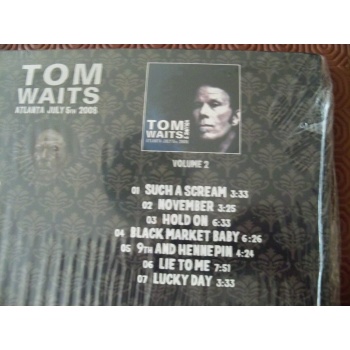 TOM
WAITS
ATLANTA JULY 5TH 2008
TOM
WAITS
VOLUME 2
01 SUCH A SCREAM 3:33
02 NOVEMBER 3:25
03 HOLD ON 6:33
04 BLACK MARKET BABY 6:26
05 9TH AND HENNEPIN 4:24
06 LIE TO ME 7:51
07 LUCKY DAY 3:33